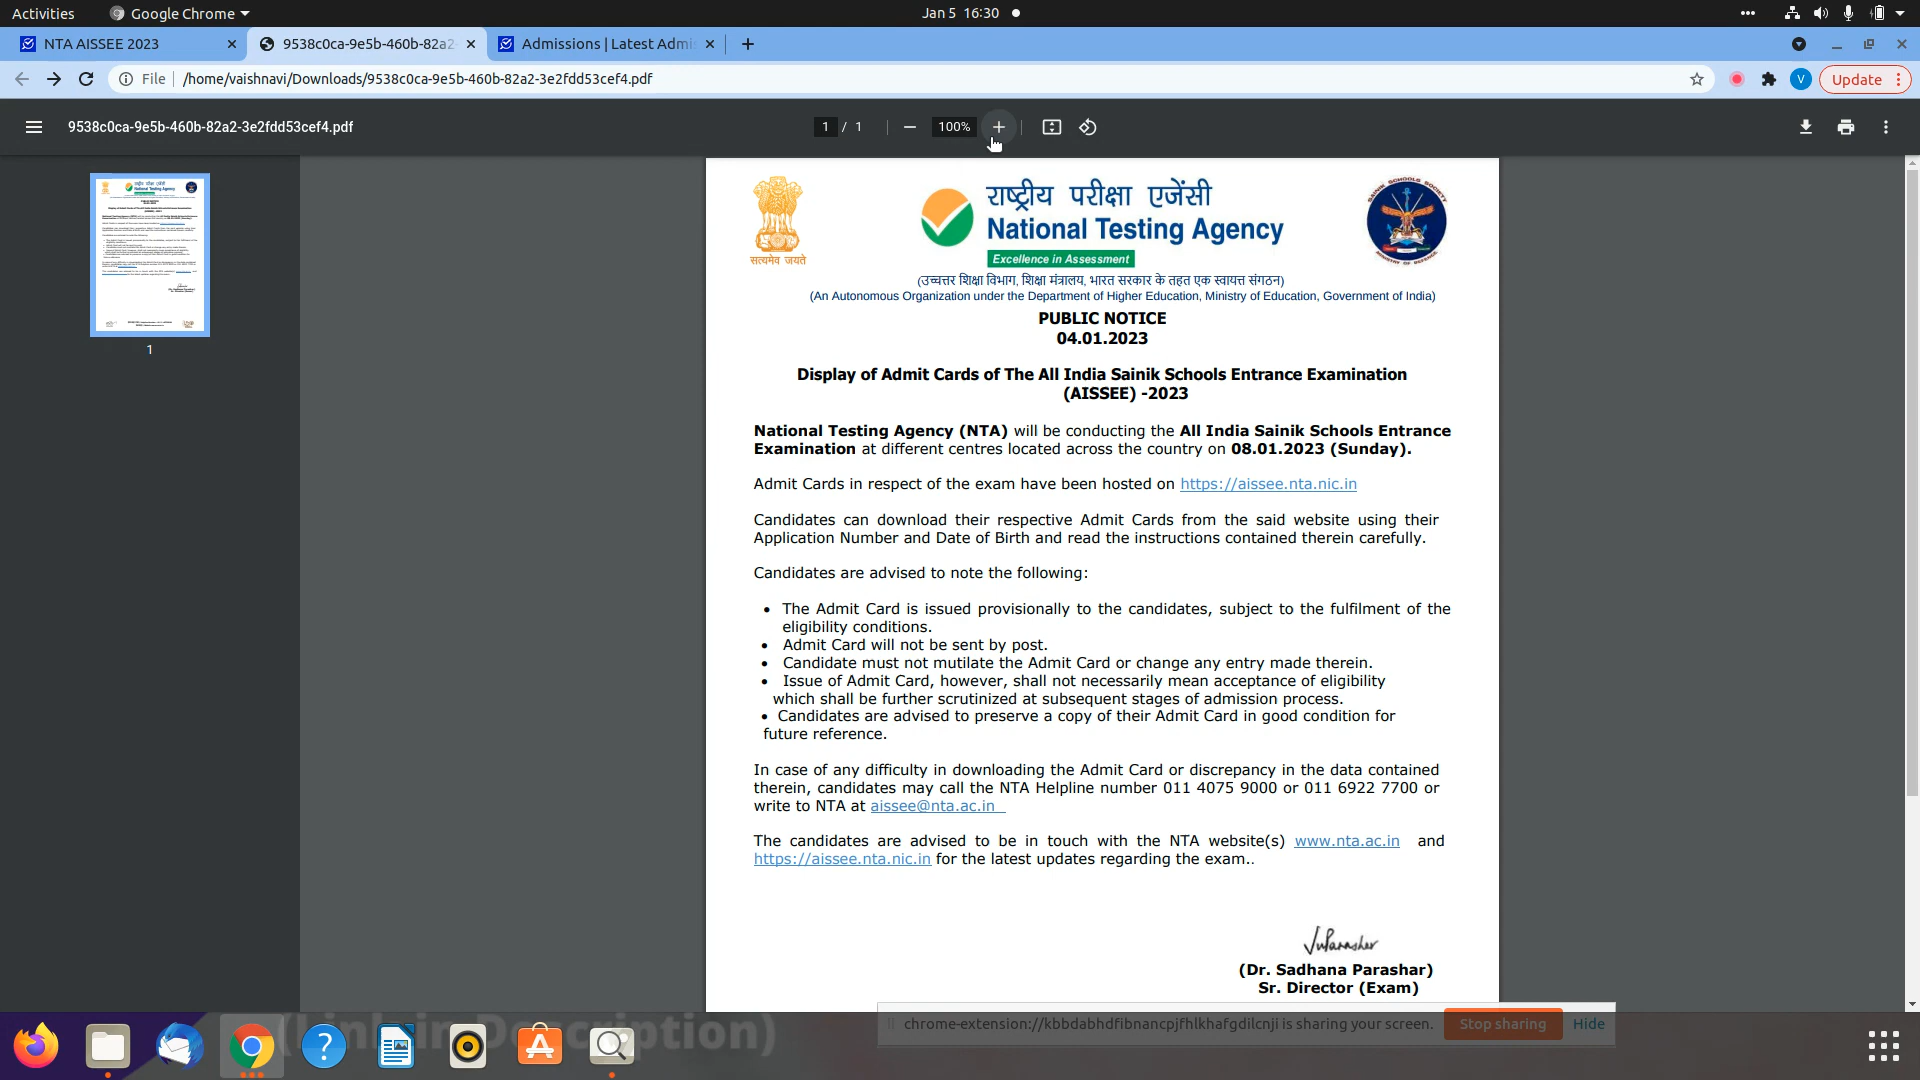 Activities Google Chrome Jan 5 16:30
NTA AISSEE 2023 9538c0ca-9e5b-460b-82a2- Admissions | Latest Admi
File /home/vaishnavi/Downloads/9538c0ca-9e5b-460b-82a2-3e2fdd53cef4.pdf V Update
9538c0ca-9e5b-460b-82a2-3e2fdd53cef4.pdf 1 / 1 100%
1
सत्यमेव जयते
राष्ट्रीय परीक्षा एजेंसी
National Testing Agency
Excellence in Assessment
SAINIK SCHOOLS SOCIETY
MINISTRY OF DEFENCE
(उच्चत्तर शिक्षा विभाग, शिक्षा मंत्रालय, भारत सरकार के तहत एक स्वायत्त संगठन)
(An Autonomous Organization under the Department of Higher Education, Ministry of Education, Government of India)
PUBLIC NOTICE
04.01.2023
Display of Admit Cards of The All India Sainik Schools Entrance Examination
(AISSEE) -2023
National Testing Agency (NTA) will be conducting the All India Sainik Schools Entrance
Examination at different centres located across the country on 08.01.2023 (Sunday).
Admit Cards in respect of the exam have been hosted on https://aissee.nta.nic.in
Candidates can download their respective Admit Cards from the said website using their
Application Number and Date of Birth and read the instructions contained therein carefully.
Candidates are advised to note the following:
• The Admit Card is issued provisionally to the candidates, subject to the fulfilment of the
eligibility conditions.
• Admit Card will not be sent by post.
• Candidate must not mutilate the Admit Card or change any entry made therein.
• Issue of Admit Card, however, shall not necessarily mean acceptance of eligibility
which shall be further scrutinized at subsequent stages of admission process.
• Candidates are advised to preserve a copy of their Admit Card in good condition for
future reference.
In case of any difficulty in downloading the Admit Card or discrepancy in the data contained
therein, candidates may call the NTA Helpline number 011 4075 9000 or 011 6922 7700 or
write to NTA at aissee@nta.ac.in
The candidates are advised to be in touch with the NTA website(s) www.nta.ac.in and
https://aissee.nta.nic.in for the latest updates regarding the exam..
(Dr. Sadhana Parashar)
Sr. Director (Exam)
chrome-extension://kbbdabhdfibnancpjfhlkhafgdilcnji is sharing your screen. Stop sharing Hide
(Link in Description)